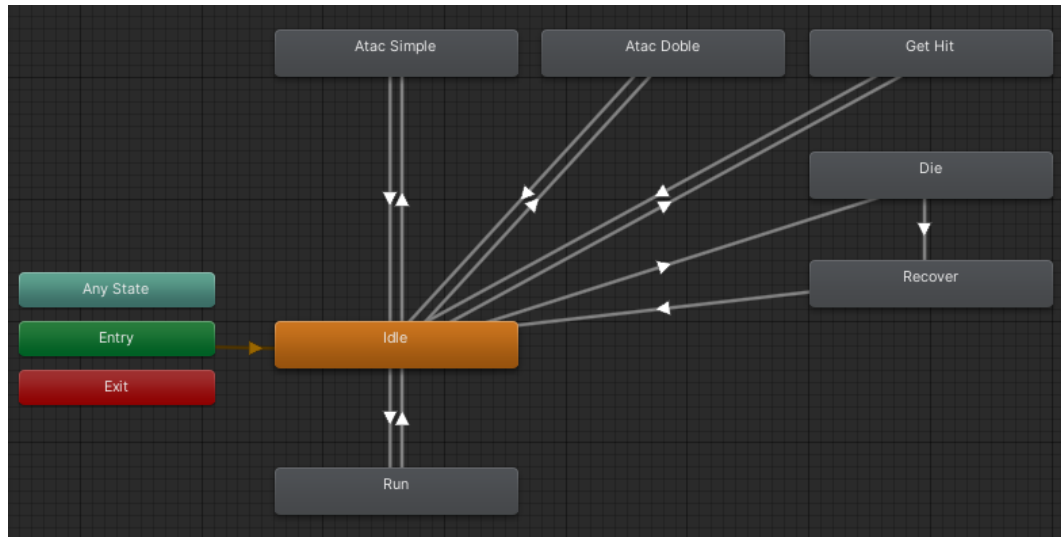 Atac Simple
Atac Doble
Get Hit
Die
Recover
Any State
Entry
Idle
Exit
Run